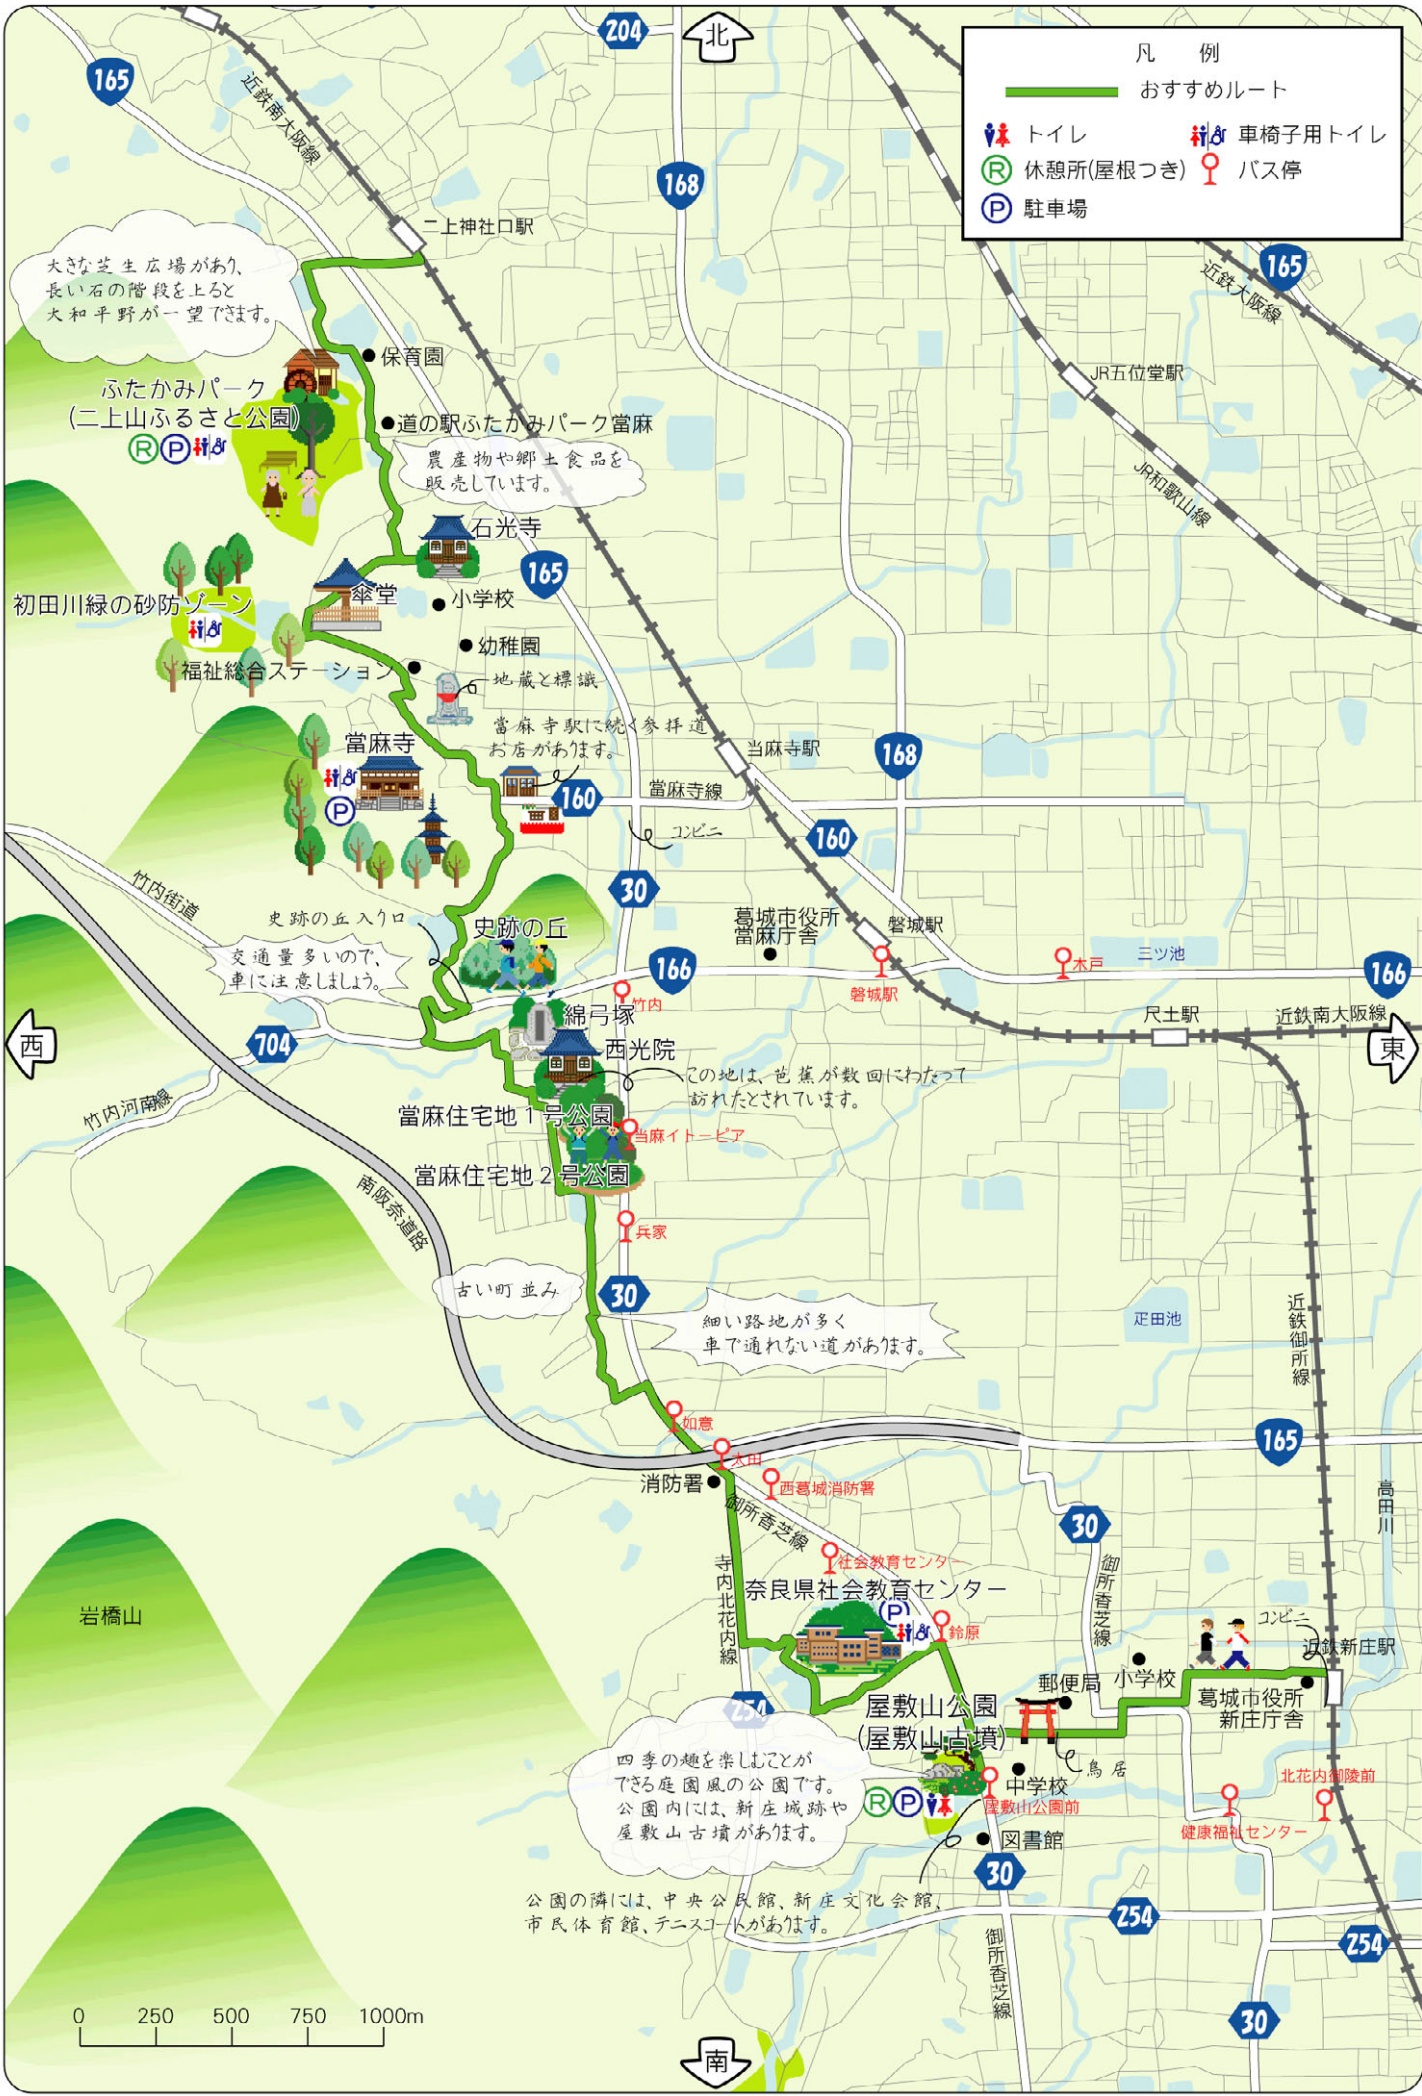 204
北
165
近鉄南大阪線
168
凡 例
おすすめルート
トイレ
車椅子用トイレ
R 休憩所(屋根つき)
バス停
P 駐車場
二上神社口駅
大きな芝生広場があり、
長い石の階段を上ると
大和平野が一望できます。
165
近鉄大阪線
保育園
JR五位堂駅
ふたかみパーク
(二上山ふるさと公園)
R P
道の駅ふたかみパーク當麻
農産物や郷土食品を
販売しています。
JR和歌山線
石光寺
165
傘堂
小学校
初田川緑の砂防ゾーン
幼稚園
福祉総合ステーション
地蔵と標識
當麻寺駅に続く参拝道
お店があります。
當麻寺
P
当麻寺駅
168
160
當麻寺線
コンビニ
160
竹内街道
30
史跡の丘入り口
史跡の丘
葛城市役所
當麻庁舎
磐城駅
交通量多いので、
車に注意しましょう。
166
磐城駅
木戸
三ツ池
166
竹内
綿弓塚
尺土駅
近鉄南大阪線
西
704
西光院
東
この地は、芭蕉が数回にわたって
訪れたとされています。
竹内河南線
當麻住宅地1号公園
当麻イトーピア
當麻住宅地2号公園
南阪奈道路
兵家
古い町並み
30
細い路地が多く
車で通れない道があります。
疋田池
近鉄御所線
如意
太田
165
消防署
西葛城消防署
御所香芝線
高田川
30
社会教育センター
寺内北花内線
奈良県社会教育センター
P
鈴原
御所香芝線
岩橋山
コンビニ
近鉄新庄駅
小学校
郵便局
葛城市役所
新庄庁舎
254
屋敷山公園
(屋敷山古墳)
鳥居
四季の趣を楽しむことが
できる庭園風の公園です。
公園内には、新庄城跡や
屋敷山古墳があります。
R P
中学校
屋敷山公園前
北花内御陵前
健康福祉センター
図書館
30
公園の隣には、中央公民館、新庄文化会館、
市民体育館、テニスコートがあります。
254
254
御所香芝線
30
0 250 500 750 1000m
南